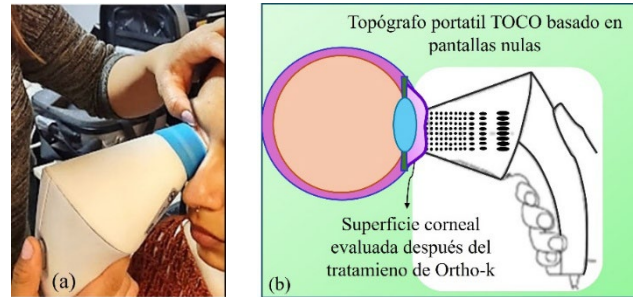 (a)
Topógrafo portatil TOCO basado en
pantallas nulas
Superficie corneal
evaluada después del
tratamieno de Ortho-k
(b)